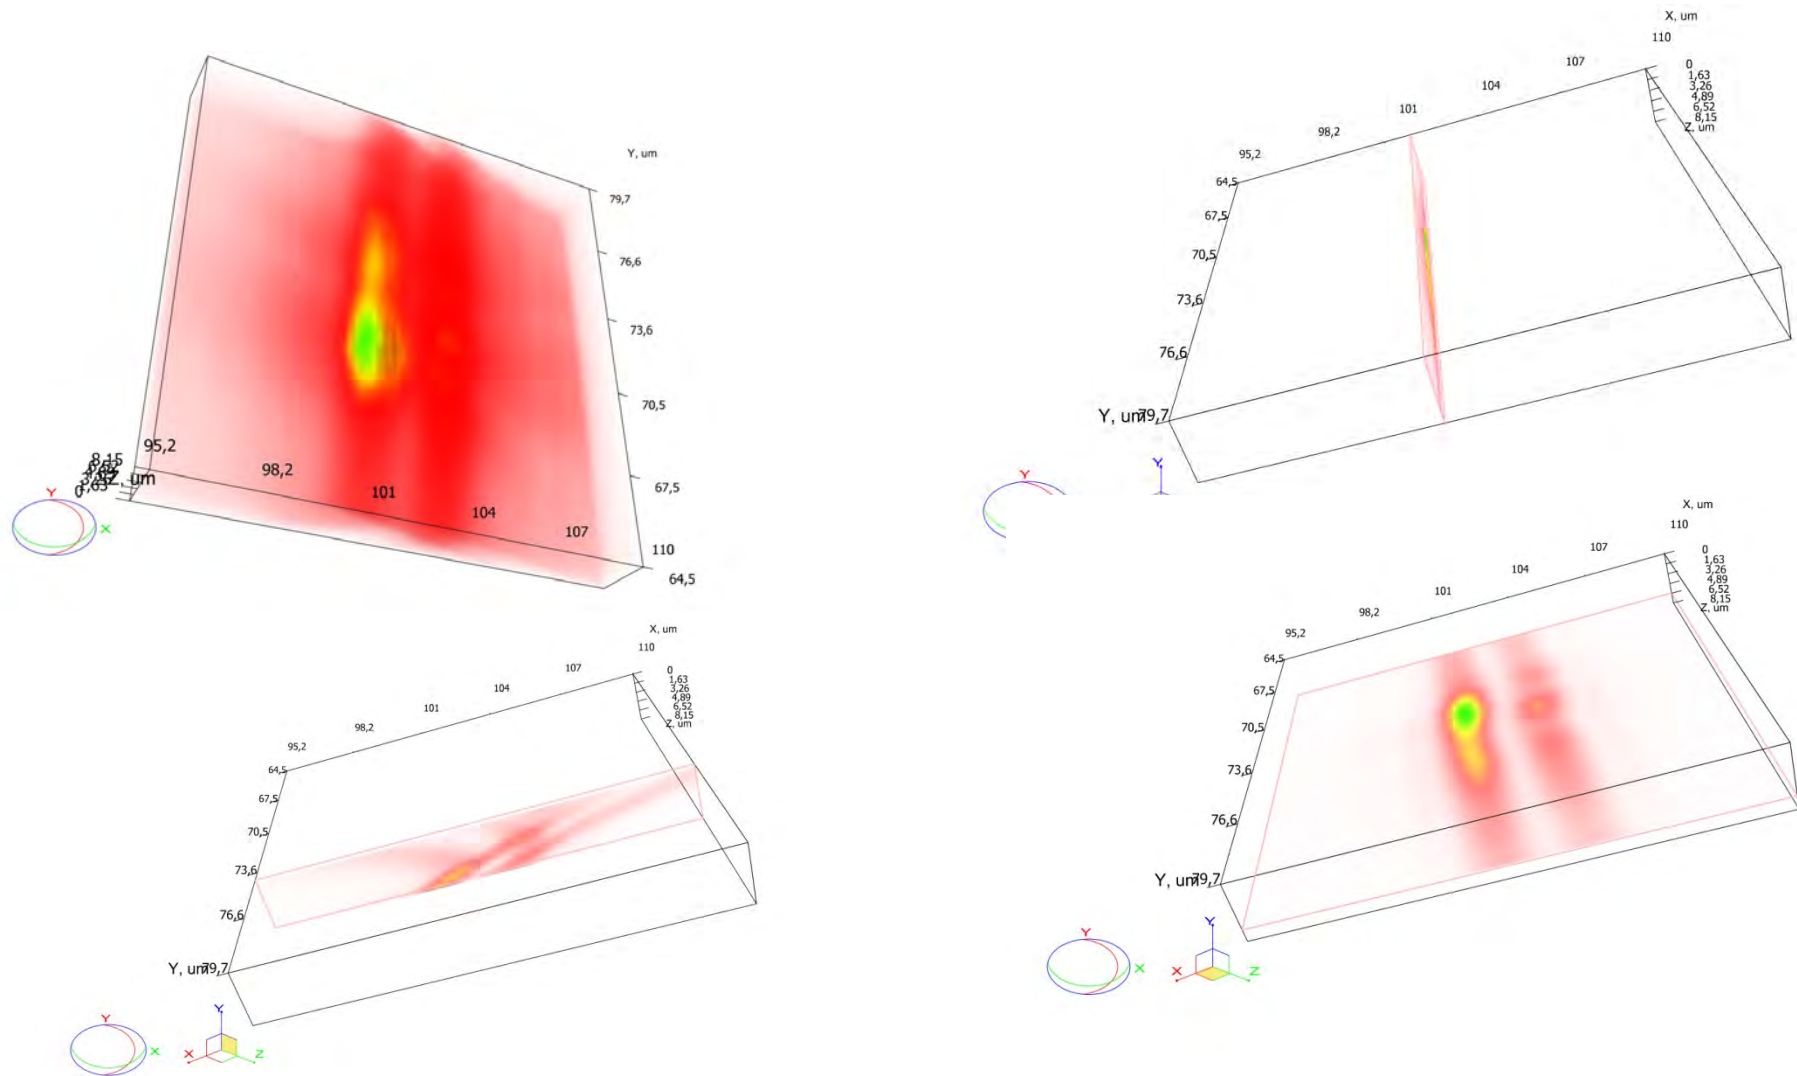 Y, um
79,7
76,6
73,6
70,5
67,5
64,5
95,2
98,2
101
104
107
110
8,15
1,63
0
Z, um
Y
X
X, um
110
107
104
101
98,2
95,2
0
1,63
3,26
4,89
6,52
8,15
Z, um
64,5
67,5
70,5
73,6
76,6
Y, um
79,7
Y
Y
X, um
110
107
104
101
98,2
95,2
0
1,63
3,26
4,89
6,52
8,15
Z, um
64,5
67,5
70,5
73,6
76,6
Y, um
79,7
Y
X
Y
X
Z
X, um
110
107
104
101
98,2
95,2
0
1,63
3,26
4,89
6,52
8,15
Z, um
64,5
67,5
70,5
73,6
76,6
Y, um
79,7
Y
X
Y
X
Z